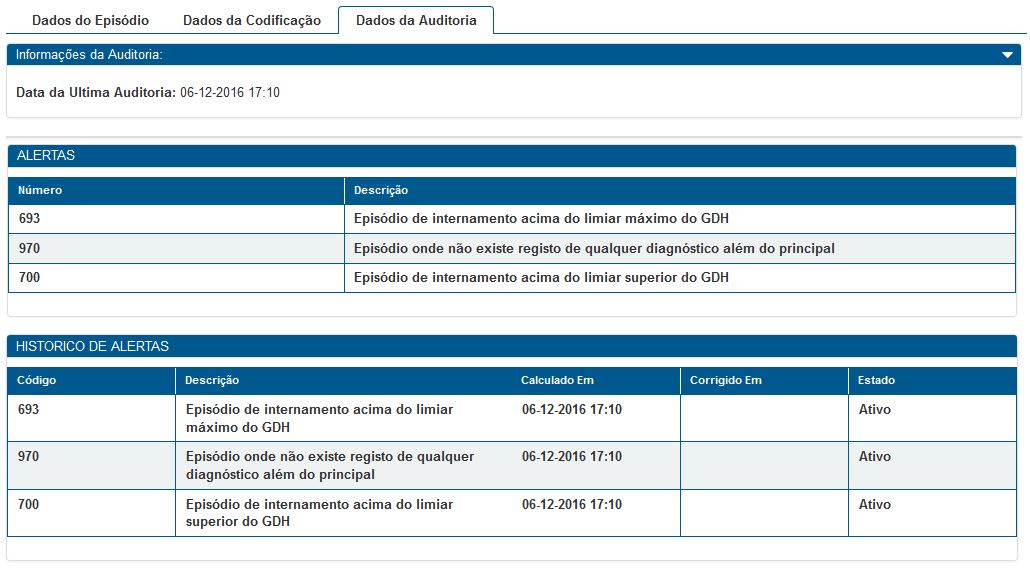 Dados do Episódio Dados da Codificação Dados da Auditoria
Informações da Auditoria:
Data da Ultima Auditoria: 06-12-2016 17:10
ALERTAS
Número Descrição
693 Episódio de internamento acima do limiar máximo do GDH
970 Episódio onde não existe registo de qualquer diagnóstico além do principal
700 Episódio de internamento acima do limiar superior do GDH
HISTORICO DE ALERTAS
Código Descrição Calculado Em Corrigido Em Estado
693 Episódio de internamento acima do limiar 06-12-2016 17:10 Ativo
máximo do GDH
970 Episódio onde não existe registo de qualquer 06-12-2016 17:10 Ativo
diagnóstico além do principal
700 Episódio de internamento acima do limiar 06-12-2016 17:10 Ativo
superior do GDH